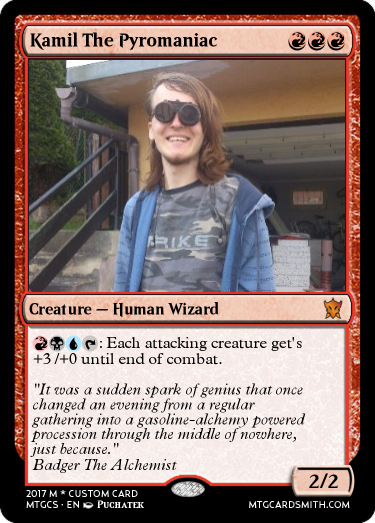 Kamil The Pyromaniac
STRIKE
Creature — Human Wizard
: Each attacking creature get's
+3/+0 until end of combat.
"It was a sudden spark of genius that once
changed an evening from a regular
gathering into a gasoline-alchemy powered
procession through the middle of nowhere,
just because."
Badger The Alchemist
2/2
2017 M * CUSTOM CARD
MTGCS • EN PUCHATEK
MTGCARDSMITH.COM